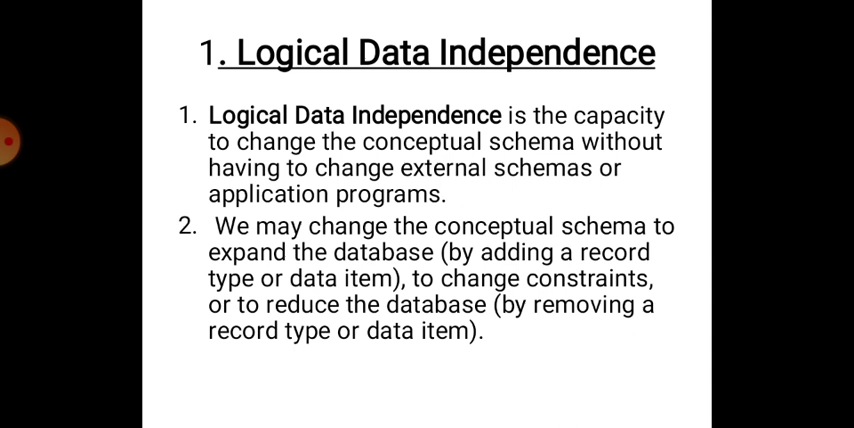 1. Logical Data Independence
1. Logical Data Independence is the capacity
to change the conceptual schema without
having to change external schemas or
application programs.
2. We may change the conceptual schema to
expand the database (by adding a record
type or data item), to change constraints,
or to reduce the database (by removing a
record type or data item).